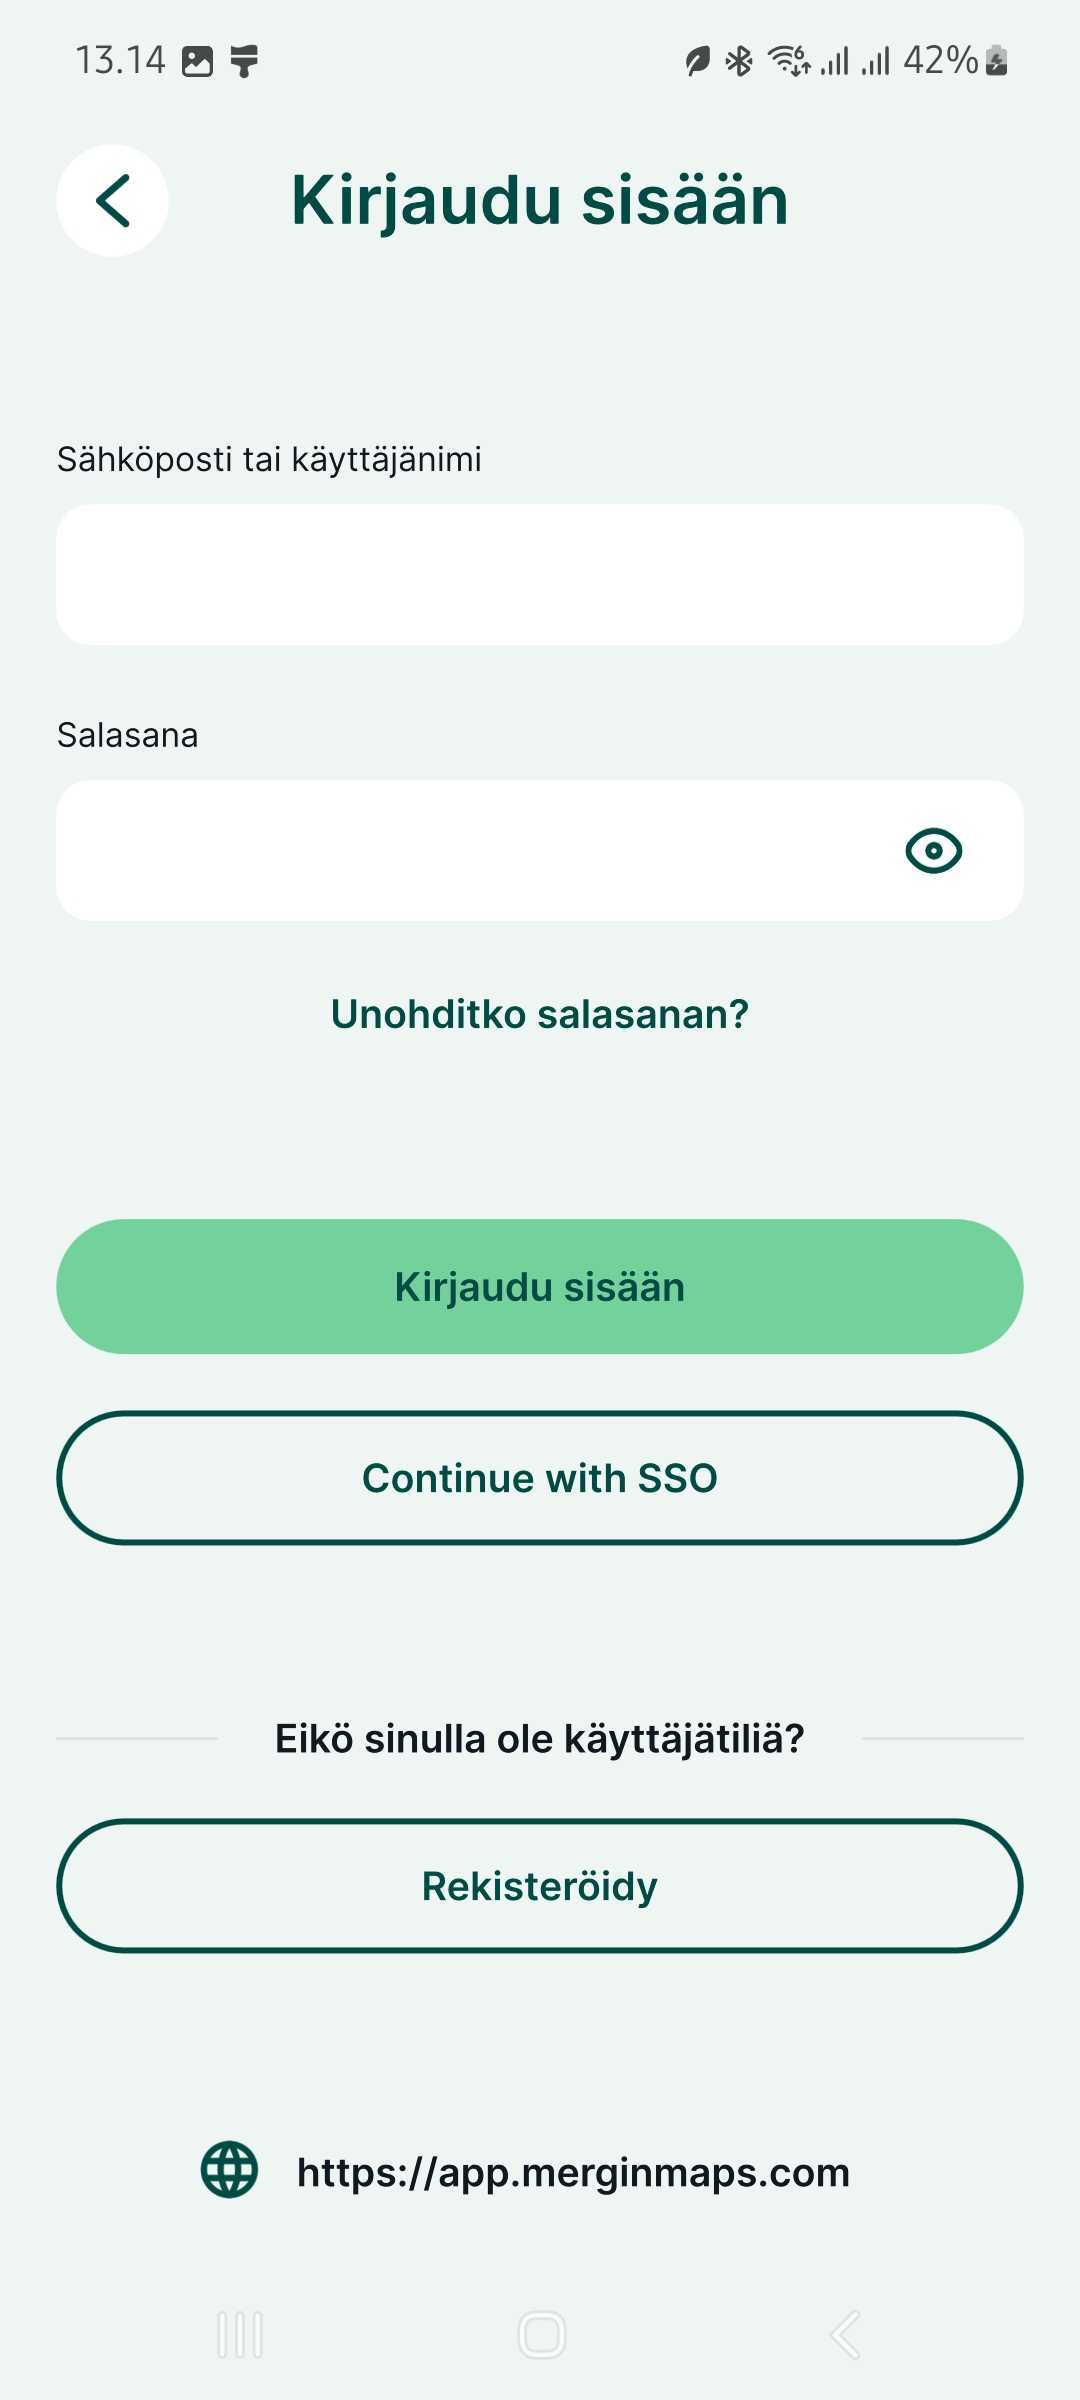 13.14
42%
Kirjaudu sisään
Sähköposti tai käyttäjänimi
Salasana
Unohditko salasanan?
Kirjaudu sisään
Continue with SSO
Eikö sinulla ole käyttäjätiliä?
Rekisteröidy
https://app.merginmaps.com